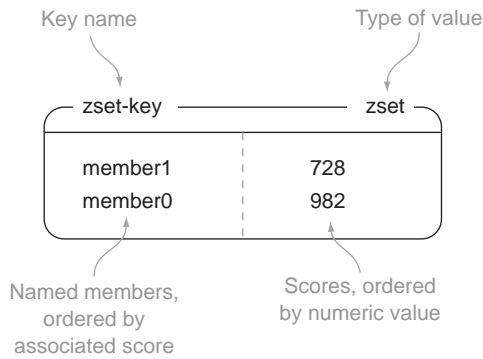 Key name
Type of value
zset-key
zset
member1
728
member0
982
Named members,
ordered by
associated score
Scores, ordered
by numeric value